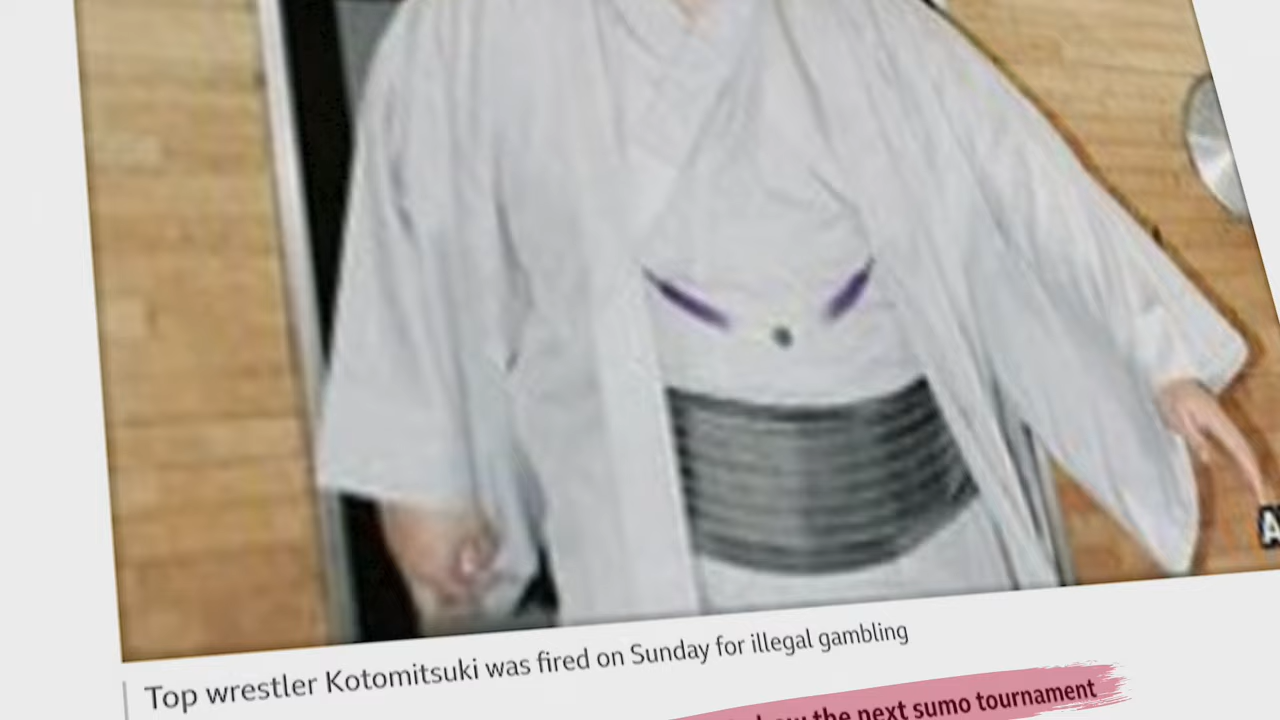 Top wrestler Kotomitsuki was fired on Sunday for illegal gambling
the next sumo tournament